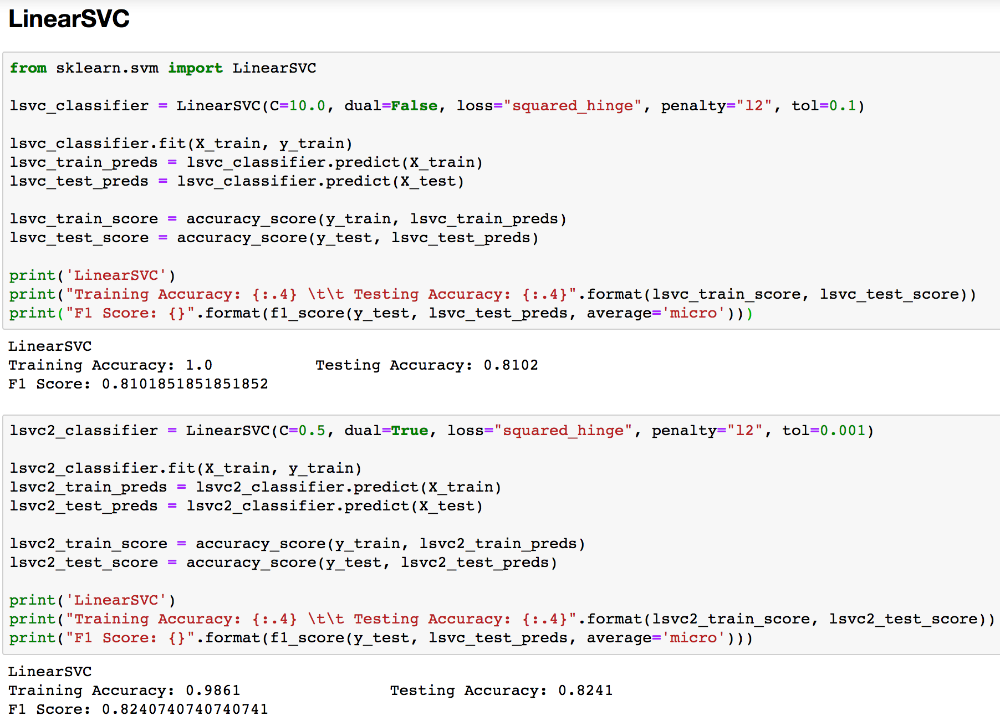 LinearSVC
from sklearn.svm import LinearSVC
lsvc_classifier = LinearSVC(C=10.0, dual=False, loss="squared_hinge", penalty="l2", tol=0.1)
lsvc_classifier.fit(X_train, y_train)
lsvc_train_preds = lsvc_classifier.predict(X_train)
lsvc_test_preds = lsvc_classifier.predict(X_test)
lsvc_train_score = accuracy_score(y_train, lsvc_train_preds)
lsvc_test_score = accuracy_score(y_test, lsvc_test_preds)
print('LinearSVC')
print("Training Accuracy: {:.4} \t\t Testing Accuracy: {:.4}".format(lsvc_train_score, lsvc_test_score))
print("F1 Score: {}".format(f1_score(y_test, lsvc_test_preds, average='micro')))
LinearSVC
Training Accuracy: 1.0 Testing Accuracy: 0.8102
F1 Score: 0.8101851851851852
lsvc2_classifier = LinearSVC(C=0.5, dual=True, loss="squared_hinge", penalty="l2", tol=0.001)
lsvc2_classifier.fit(X_train, y_train)
lsvc2_train_preds = lsvc2_classifier.predict(X_train)
lsvc2_test_preds = lsvc2_classifier.predict(X_test)
lsvc2_train_score = accuracy_score(y_train, lsvc2_train_preds)
lsvc2_test_score = accuracy_score(y_test, lsvc2_test_preds)
print('LinearSVC')
print("Training Accuracy: {:.4} \t\t Testing Accuracy: {:.4}".format(lsvc2_train_score, lsvc2_test_score))
print("F1 Score: {}".format(f1_score(y_test, lsvc_test_preds, average='micro')))
LinearSVC
Training Accuracy: 0.9861 Testing Accuracy: 0.8241
F1 Score: 0.8240740740740741